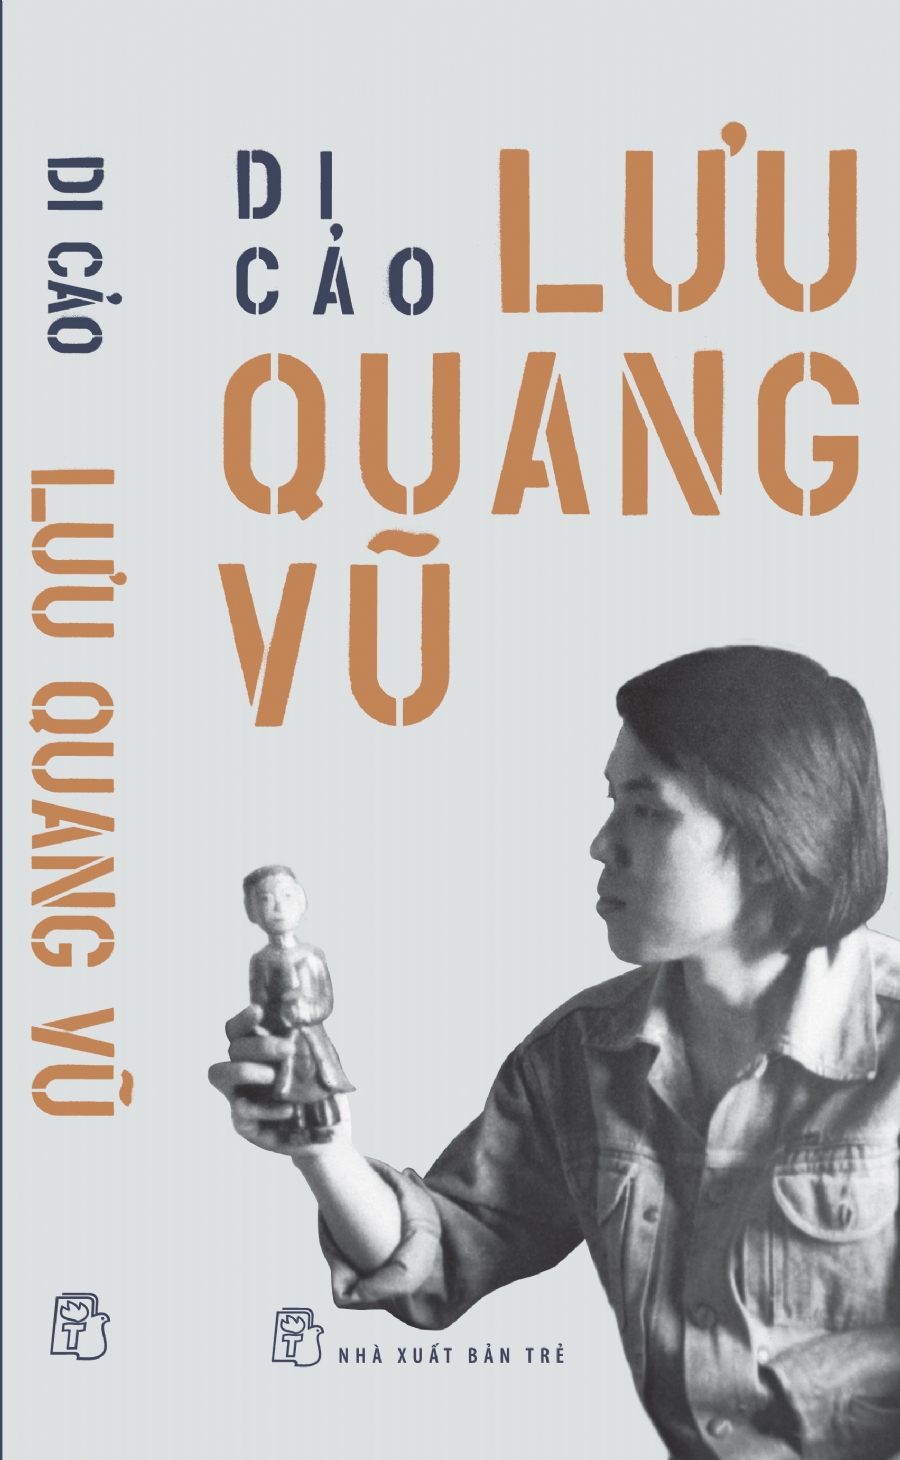 DI CẢO LƯU QUANG VŨ
DI
CẢO
LƯU
QUANG
VŨ
T
T
NHÀ XUẤT BẢN TRẺ